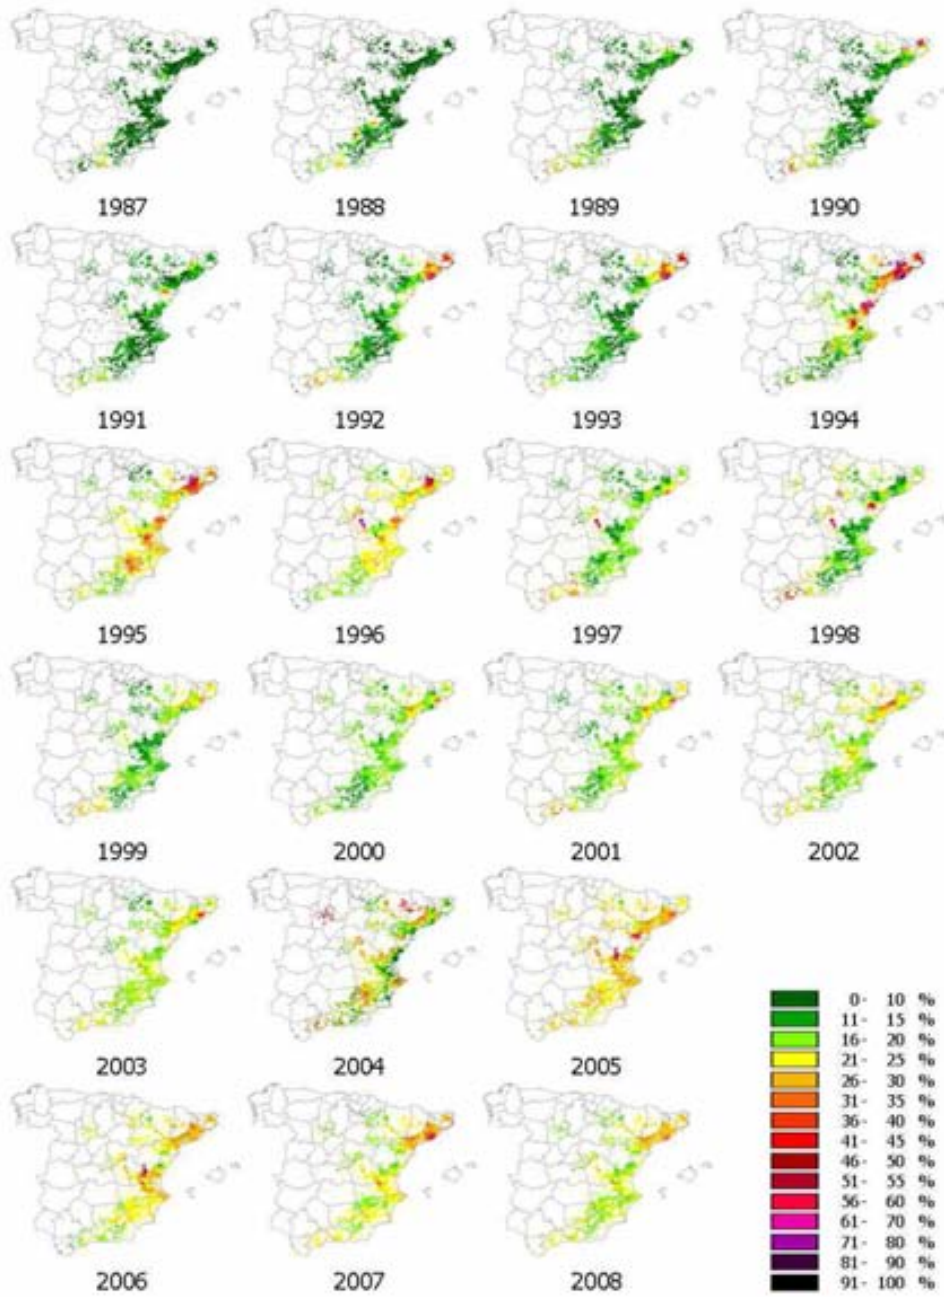 1987 1988 1989 1990
1991 1992 1993 1994
1995 1996 1997 1998
1999 2000 2001 2002
2003 2004 2005
0- 10 %
11- 15 %
16- 20 %
21- 25 %
26- 30 %
31- 35 %
36- 40 %
41- 45 %
46- 50 %
51- 55 %
56- 60 %
61- 70 %
71- 80 %
81- 90 %
91- 100 %
2006 2007 2008